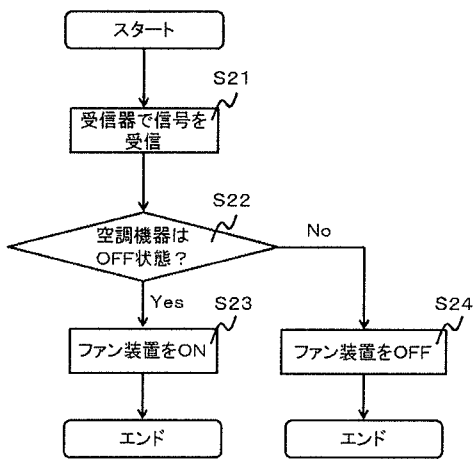 スタート
S21
受信器で信号を
受信
S22
空調機器は
OFF状態？
No
Yes
S23
ファン装置をON
S24
ファン装置をOFF
エンド
エンド